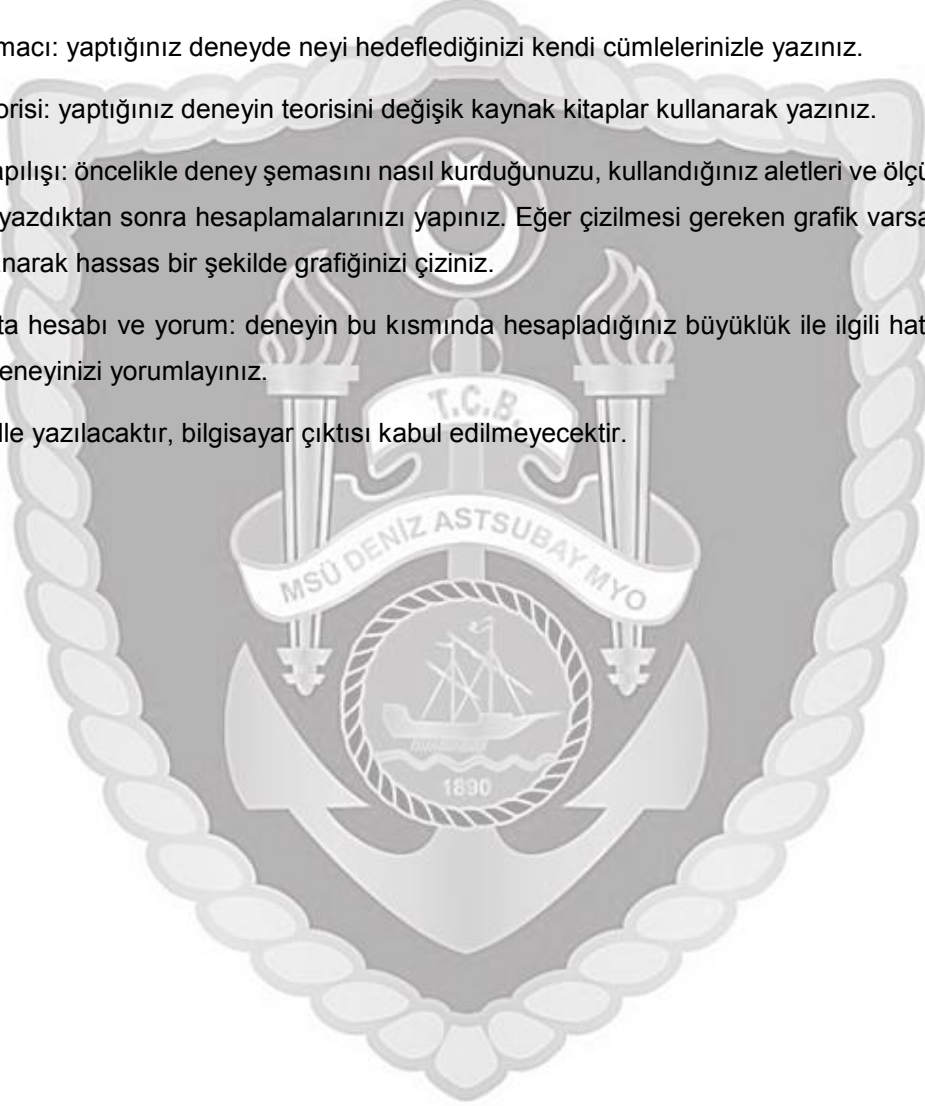 macı: yaptığınız deneyde neyi hedeflediğinizi kendi cümlelerinizle yazınız.
orisi: yaptığınız deneyin teorisini değişik kaynak kitaplar kullanarak yazınız.
apılışı: öncelikle deney şemasını nasıl kurduğunuzu, kullandığınız aletleri ve ölçü
yazdıktan sonra hesaplamalarınızı yapınız. Eğer çizilmesi gereken grafik varsa
narak hassas bir şekilde grafiğinizi çiziniz.
ta hesabı ve yorum: deneyin bu kısmında hesapladığınız büyüklük ile ilgili hat
eneyinizi yorumlayınız.
lle yazılacaktır, bilgisayar çıktısı kabul edilmeyecektir.
T.C.B.
MSÜ DENİZ ASTSUBAY MYO
1890